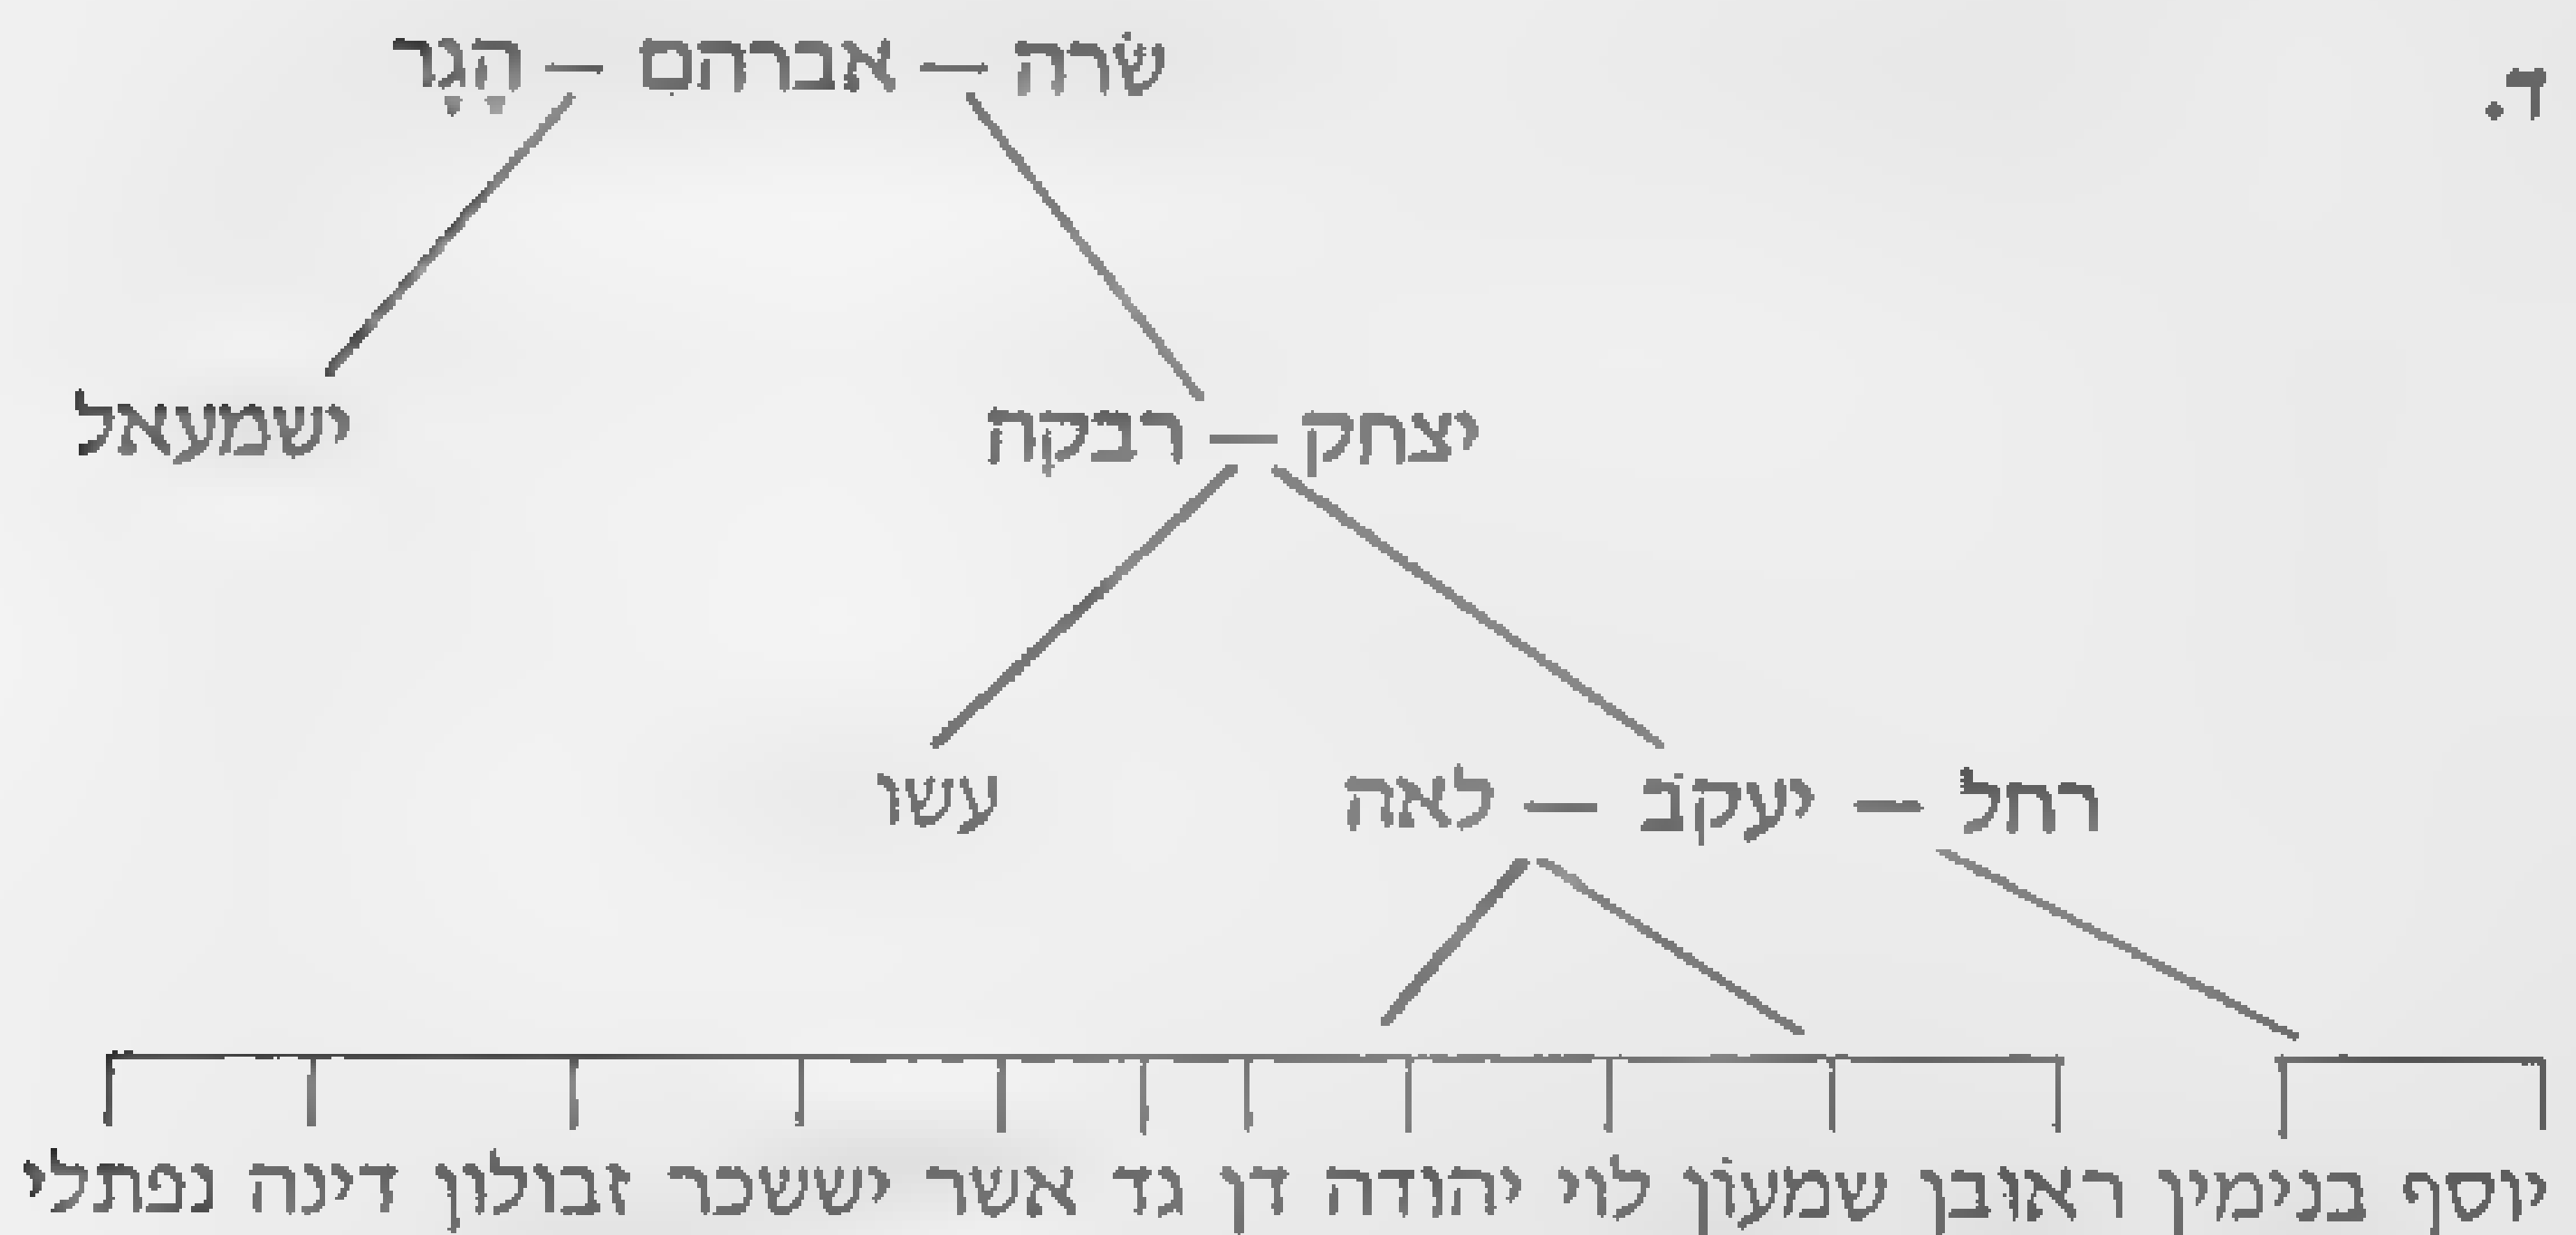 ד.
שׂרה — אברהם — הָגָר
יצחק — רבקה ישמעאל
רחל — יעקֹב — לאה עשו
יוסף בנימין ראובן שמעון לוי יהודה דן גד אשר יששכר זבולון דינה נפתלי